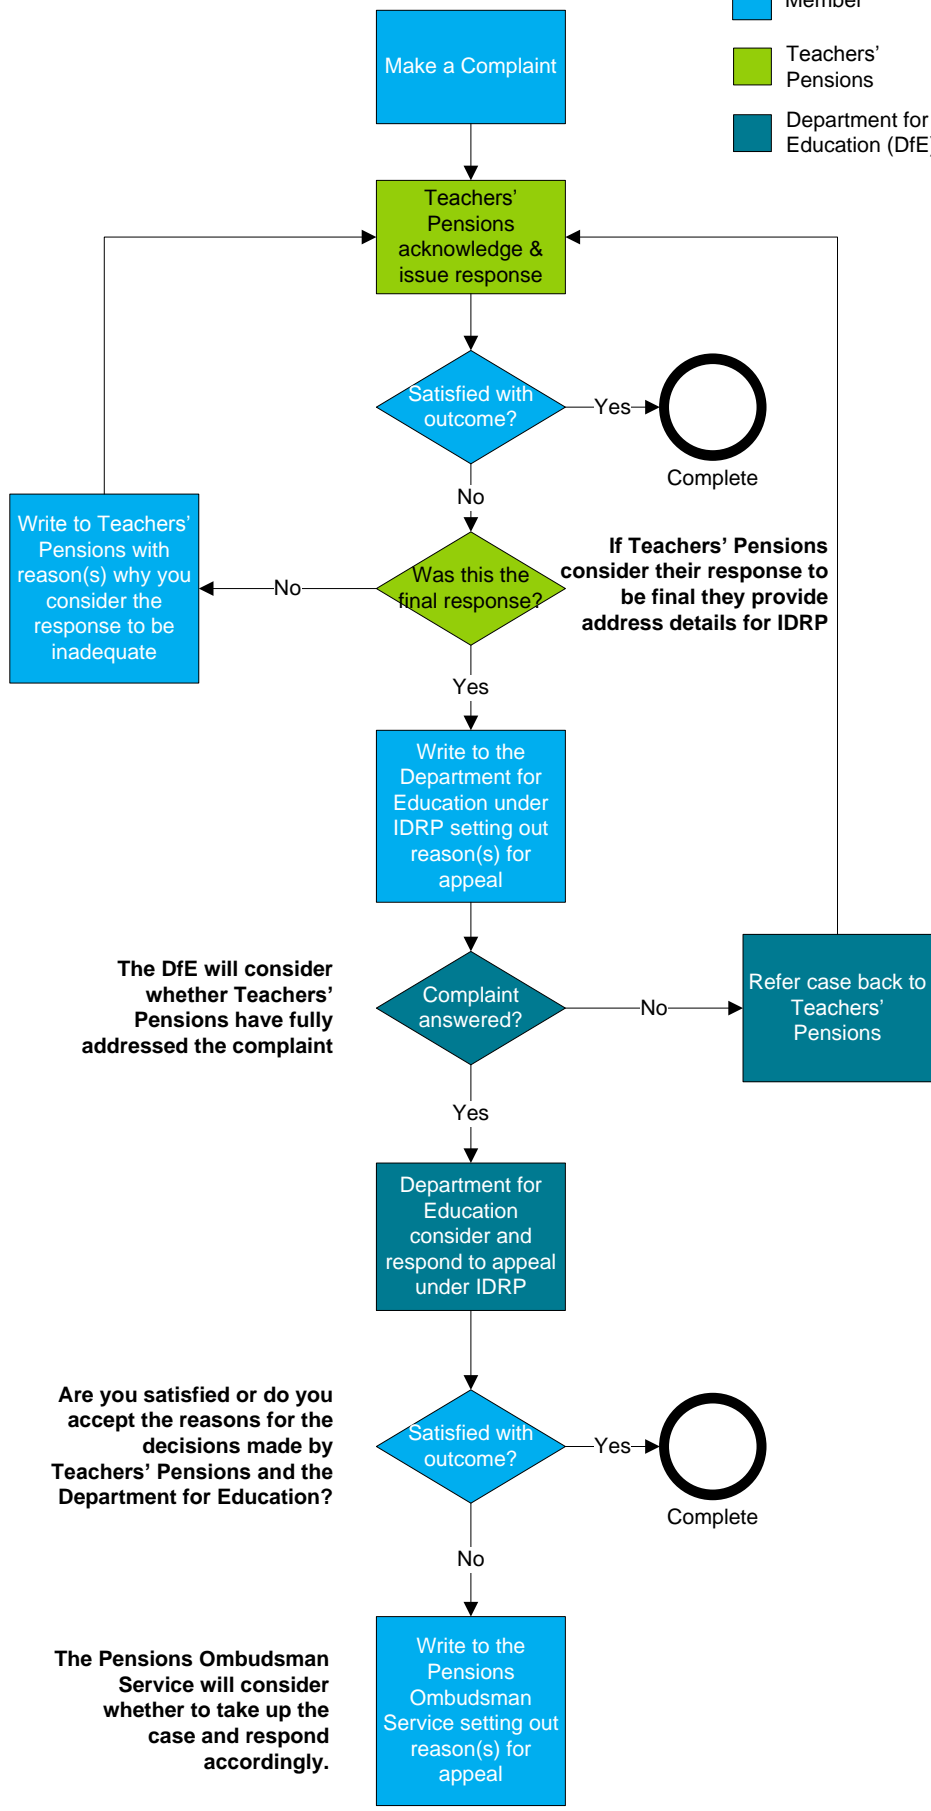 Member
Make a Complaint
Teachers'
Pensions
Department for
Education (DfE)
Teachers'
Pensions
acknowledge &
issue response
Satisfied with
outcome?
Yes
Complete
No
Write to Teachers'
Pensions with
reason(s) why you
consider the
response to be
inadequate
No
Was this the
final response?
If Teachers' Pensions
consider their response to
be final they provide
address details for IDRP
Yes
Write to the
Department for
Education under
IDRP setting out
reason(s) for
appeal
The DfE will consider
whether Teachers'
Pensions have fully
addressed the complaint
Complaint
answered?
No
Refer case back to
Teachers'
Pensions
Yes
Department for
Education
consider and
respond to appeal
under IDRP
Are you satisfied or do you
accept the reasons for the
decisions made by
Teachers' Pensions and the
Department for Education?
Satisfied with
outcome?
Yes
Complete
No
The Pensions Ombudsman
Service will consider
whether to take up the
case and respond
accordingly.
Write to the
Pensions
Ombudsman
Service setting out
reason(s) for
appeal